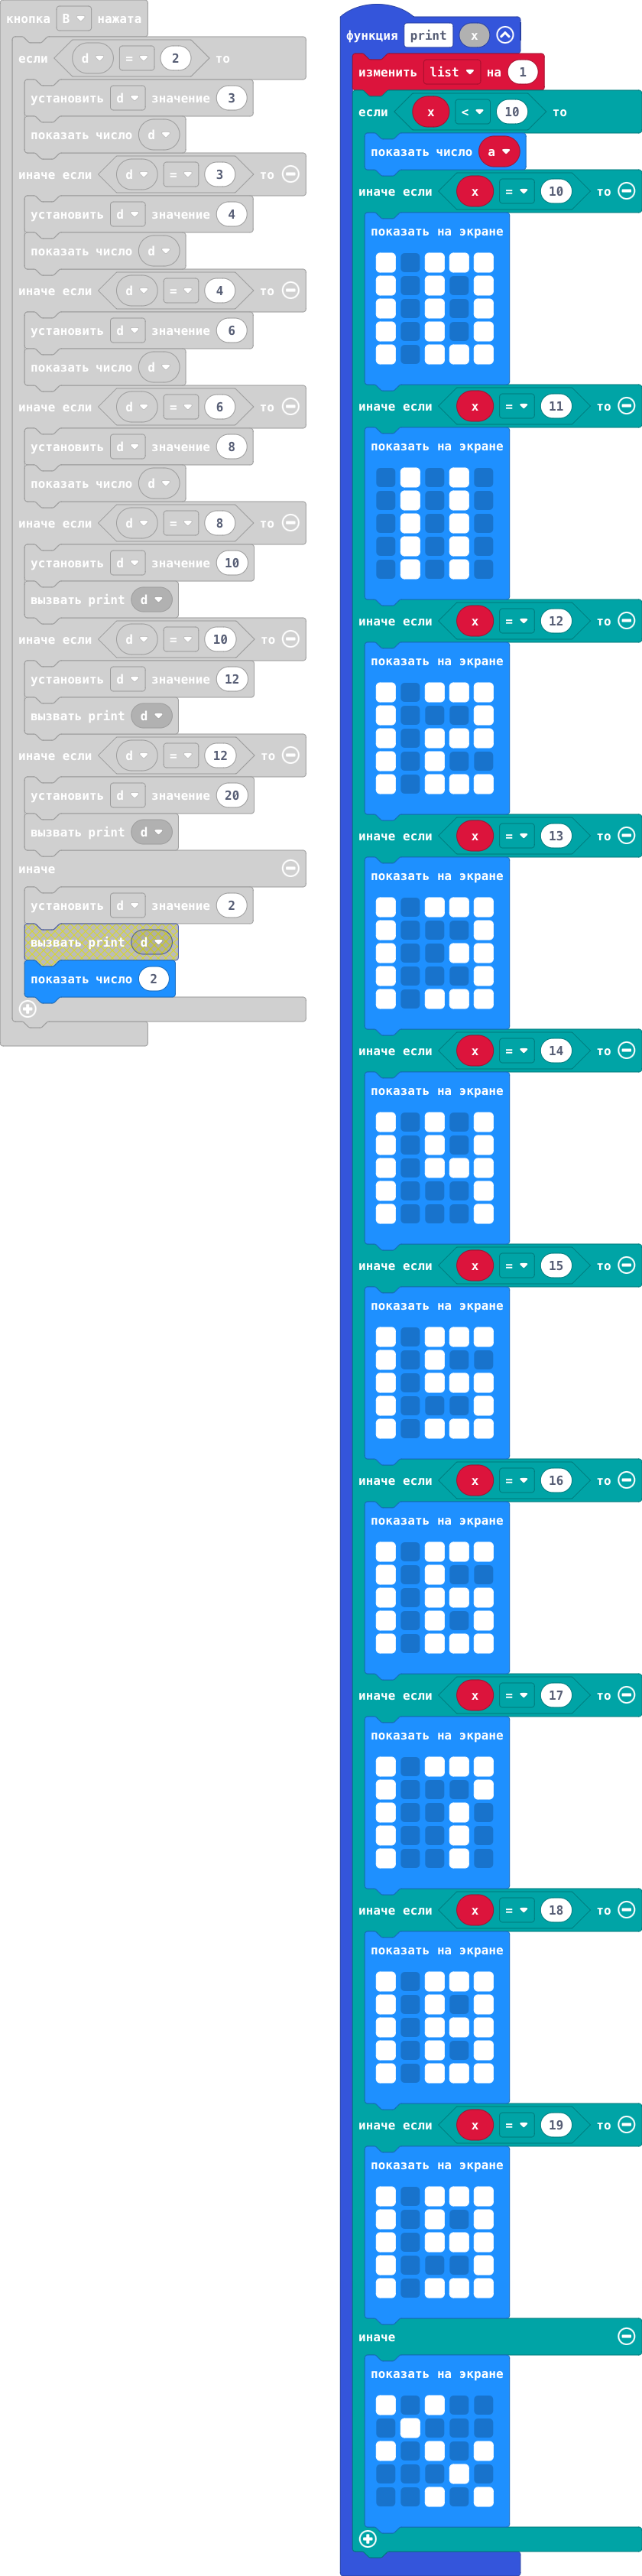 кнопка B нажата
если d = 2 то
установить d значение 3
показать число d
иначе если d = 3 то
установить d значение 4
показать число d
иначе если d = 4 то
установить d значение 6
показать число d
иначе если d = 6 то
установить d значение 8
показать число d
иначе если d = 8 то
установить d значение 10
вызвать print d
иначе если d = 10 то
установить d значение 12
вызвать print d
иначе если d = 12 то
установить d значение 20
вызвать print d
иначе
установить d значение 2
вызвать print d
показать число 2
функция print x
изменить list на 1
если x < 10 то
показать число a
иначе если x = 10 то
показать на экране
иначе если x = 11 то
показать на экране
иначе если x = 12 то
показать на экране
иначе если x = 13 то
показать на экране
иначе если x = 14 то
показать на экране
иначе если x = 15 то
показать на экране
иначе если x = 16 то
показать на экране
иначе если x = 17 то
показать на экране
иначе если x = 18 то
показать на экране
иначе если x = 19 то
показать на экране
иначе
показать на экране